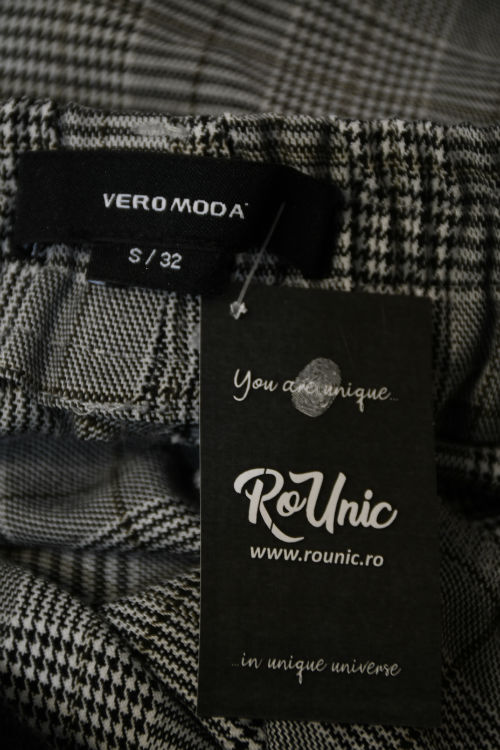 VERO MODA
S / 32
You are unique...
RoUnic
www.rounic.ro
...in unique universe